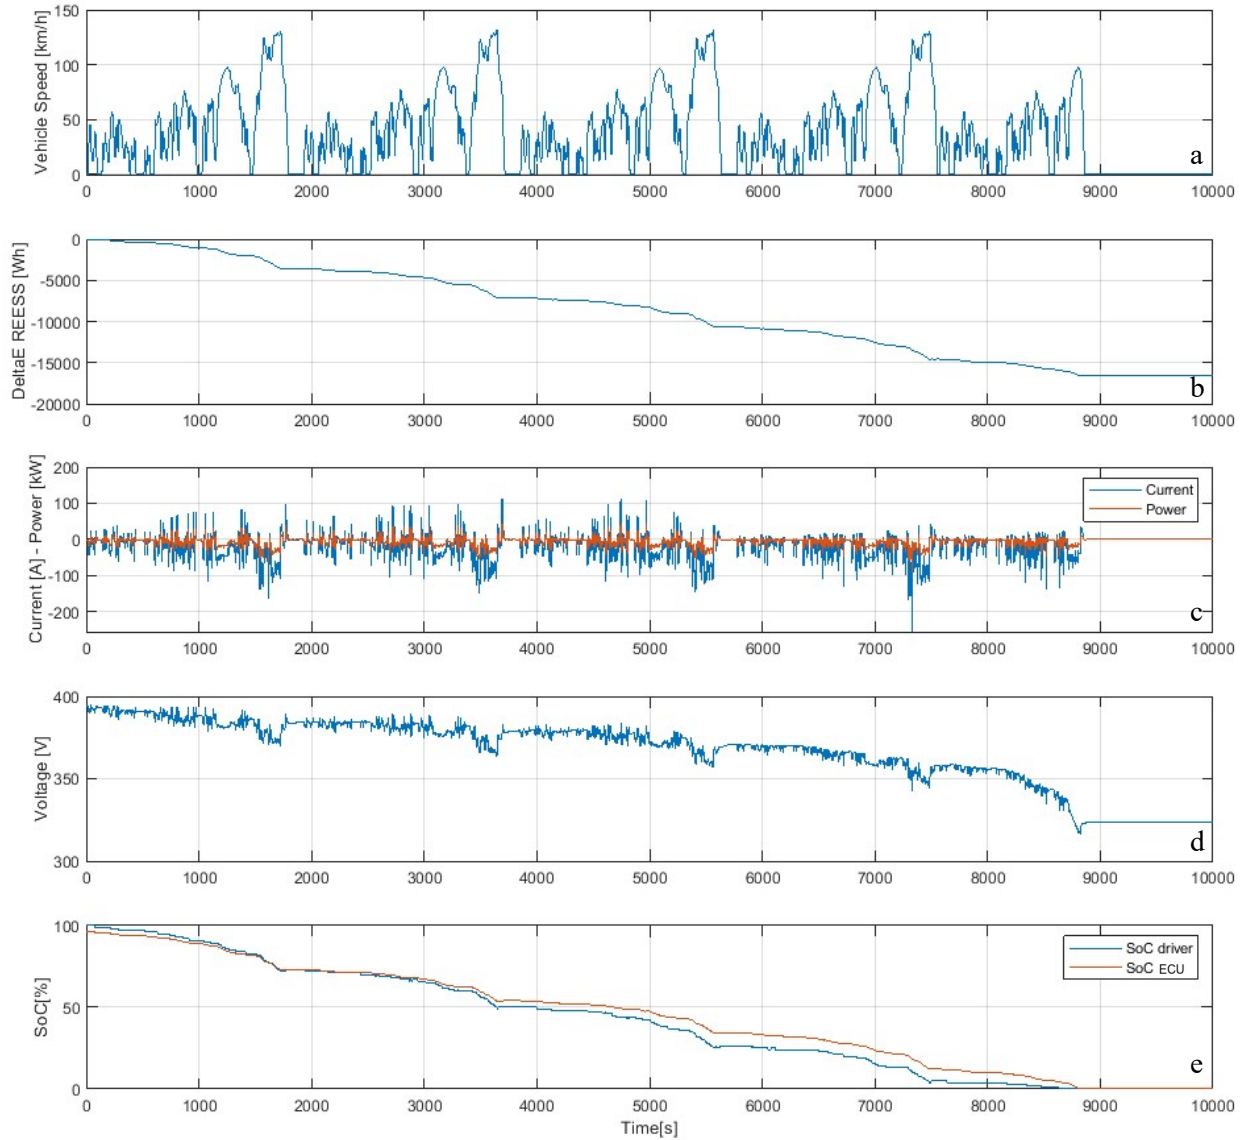 150
100
50
0
Vehicle Speed [km/h]
a
0 1000 2000 3000 4000 5000 6000 7000 8000 9000 10000
0
-5000
-10000
-15000
-20000
DeltaE REESS [Wh]
b
0 1000 2000 3000 4000 5000 6000 7000 8000 9000 10000
200
100
0
-100
-200
Current [A] - Power [kW]
Current
Power
c
0 1000 2000 3000 4000 5000 6000 7000 8000 9000 10000
400
350
300
Voltage [V]
d
0 1000 2000 3000 4000 5000 6000 7000 8000 9000 10000
100
50
0
SoC[%]
SoC driver
SoC ECU
e
0 1000 2000 3000 4000 5000 6000 7000 8000 9000 10000
Time[s]